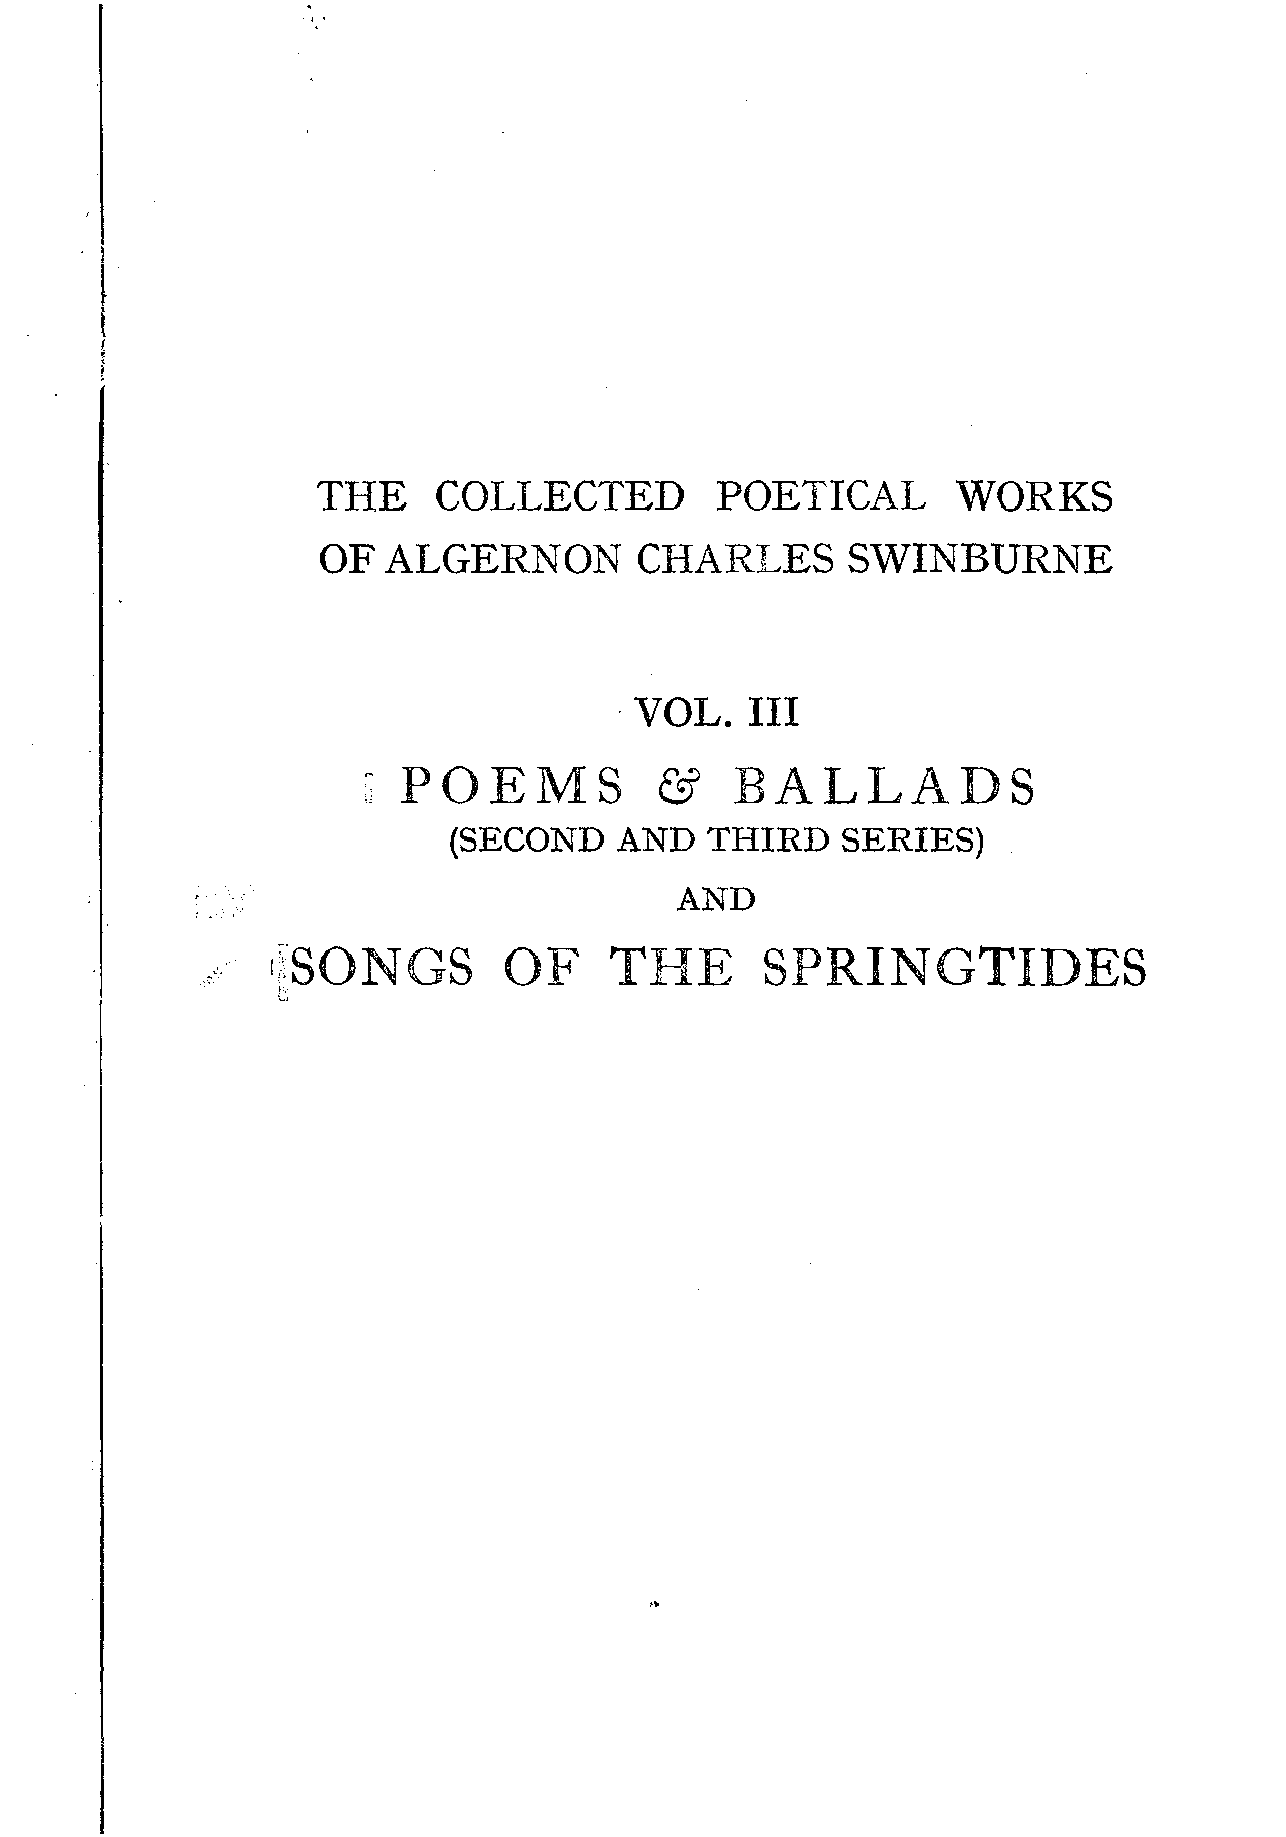 THE COLLECTED POETICAL WORKS
OF ALGERNON CHARLES SWINBURNE
VOL. III
POEMS & BALLADS
(SECOND AND THIRD SERIES)
AND
SONGS OF THE SPRINGTIDES